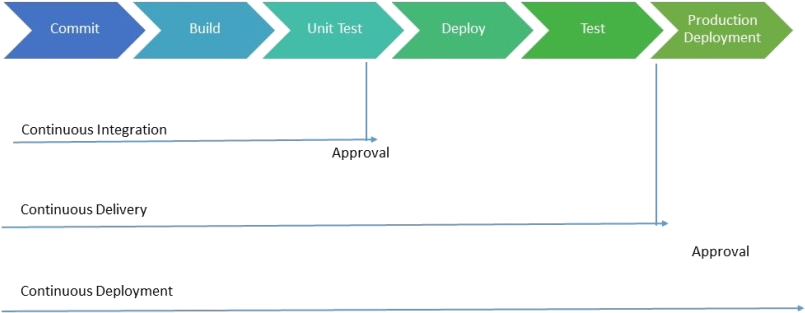 Commit
Build
Unit Test
Deploy
Test
Production
Deployment
Continuous Integration
Approval
Continuous Delivery
Approval
Continuous Deployment